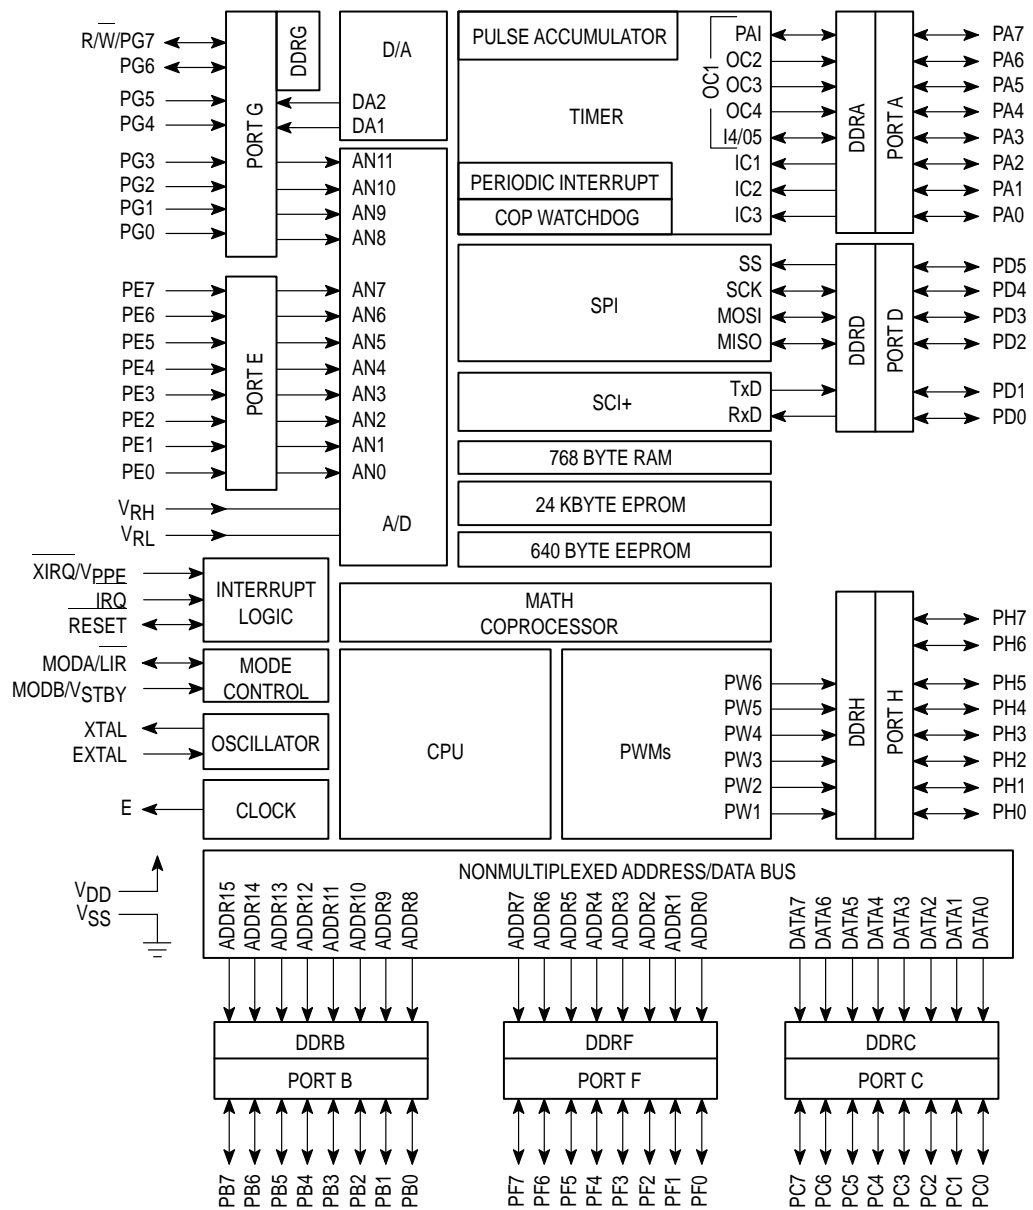 R/W/PG7
PG6
PG5
PG4
PG3
PG2
PG1
PG0
PORT G
DDRG
D/A
DA2
DA1
AN11
AN10
AN9
AN8
PE7
PE6
PE5
PE4
PE3
PE2
PE1
PE0
PORT E
AN7
AN6
AN5
AN4
AN3
AN2
AN1
AN0
VRH
VRL
A/D
PULSE ACCUMULATOR
TIMER
PERIODIC INTERRUPT
COP WATCHDOG
OC1
PAI
OC2
OC3
OC4
I4/05
IC1
IC2
IC3
DDRA
PORT A
PA7
PA6
PA5
PA4
PA3
PA2
PA1
PA0
SPI
SS
SCK
MOSI
MISO
SCI+
TxD
RxD
DDRD
PORT D
PD5
PD4
PD3
PD2
PD1
PD0
768 BYTE RAM
24 KBYTE EPROM
640 BYTE EEPROM
XIRQ/VPPE
IRQ
RESET
INTERRUPT
LOGIC
MATH
COPROCESSOR
MODA/LIR
MODB/VSTBY
MODE
CONTROL
XTAL
EXTAL
OSCILLATOR
E
CLOCK
CPU
PWMs
PW6
PW5
PW4
PW3
PW2
PW1
DDRH
PORT H
PH7
PH6
PH5
PH4
PH3
PH2
PH1
PH0
VDD
VSS
NONMULTIPLEXED ADDRESS/DATA BUS
ADDR15
ADDR14
ADDR13
ADDR12
ADDR11
ADDR10
ADDR9
ADDR8
ADDR7
ADDR6
ADDR5
ADDR4
ADDR3
ADDR2
ADDR1
ADDR0
DATA7
DATA6
DATA5
DATA4
DATA3
DATA2
DATA1
DATA0
DDRB
PORT B
DDRF
PORT F
DDRC
PORT C
PB7
PB6
PB5
PB4
PB3
PB2
PB1
PB0
PF7
PF6
PF5
PF4
PF3
PF2
PF1
PF0
PC7
PC6
PC5
PC4
PC3
PC2
PC1
PC0